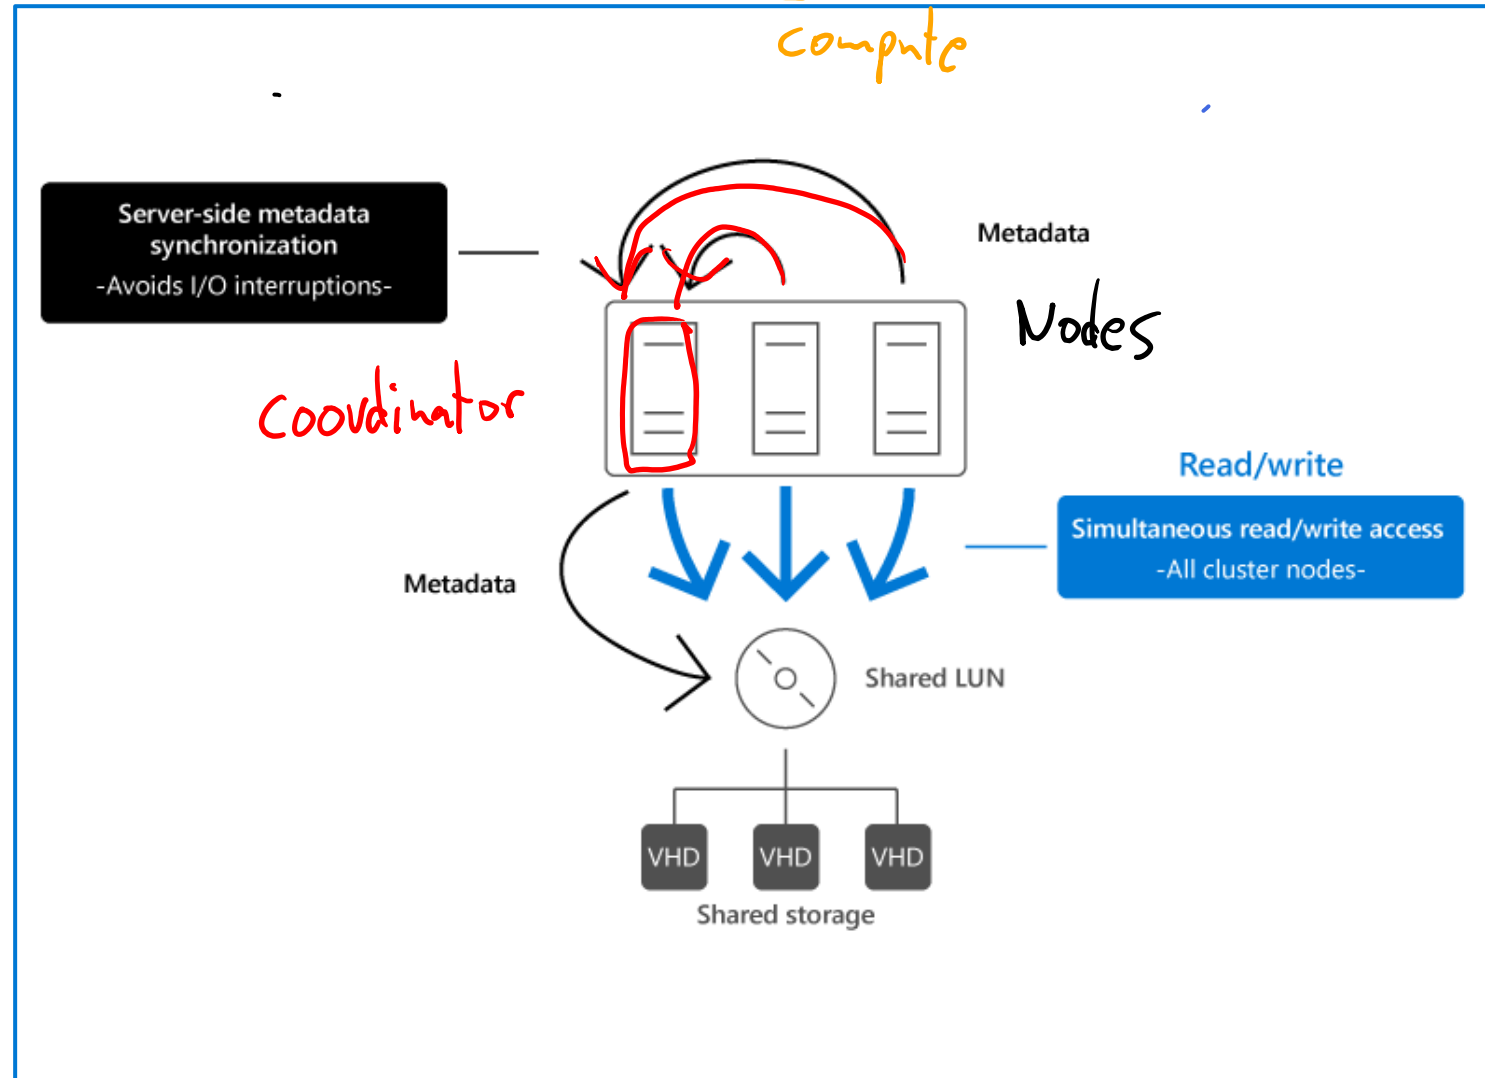 compute
Server-side metadata
synchronization
-Avoids I/O interruptions-
Metadata
Nodes
Coordinator
Read/write
Simultaneous read/write access
-All cluster nodes-
Metadata
Shared LUN
VHD
VHD
VHD
Shared storage